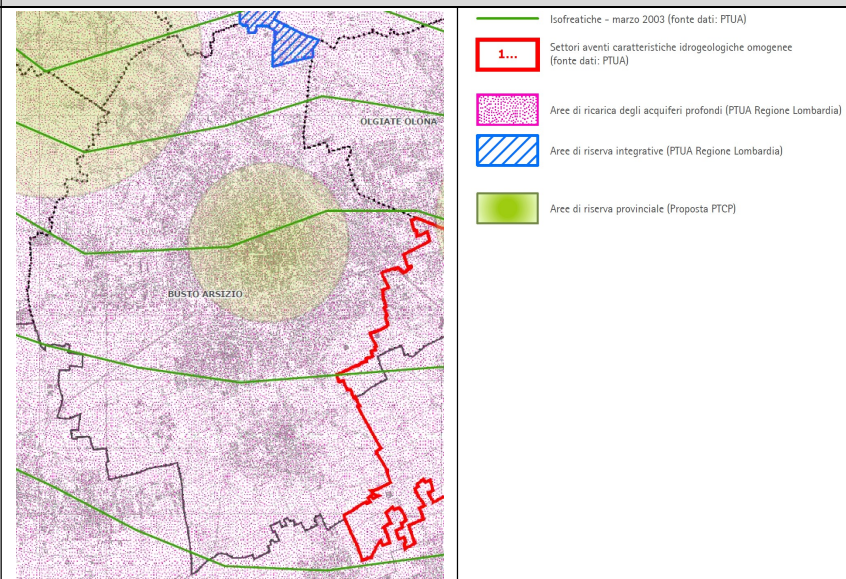 OLGIATE OLONA
BUSTO ARSIZIO
Isofreatiche - marzo 2003 (fonte dati: PTUA)
1...
Settori aventi caratteristiche idrogeologiche omogenee
(fonte dati: PTUA)
Aree di ricarica degli acquiferi profondi (PTUA Regione Lombardia)
Aree di riserva integrative (PTUA Regione Lombardia)
Aree di riserva provinciale (Proposta PTCP)